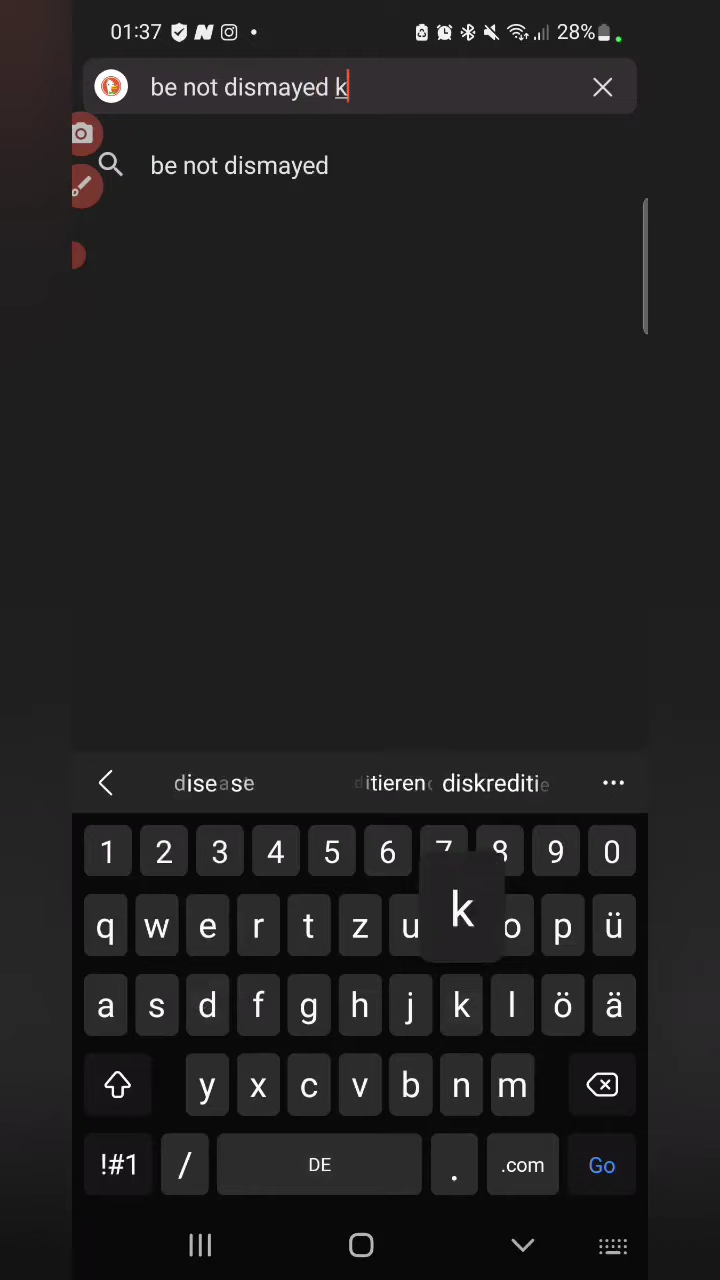 01:37 28%
be not dismayed k
be not dismayed
disease itieren diskrediti
1 2 3 4 5 6 7 8 9 0
q w e r t z u k o p ü
a s d f g h j k l ö ä
y x c v b n m
!#1 / DE . .com Go